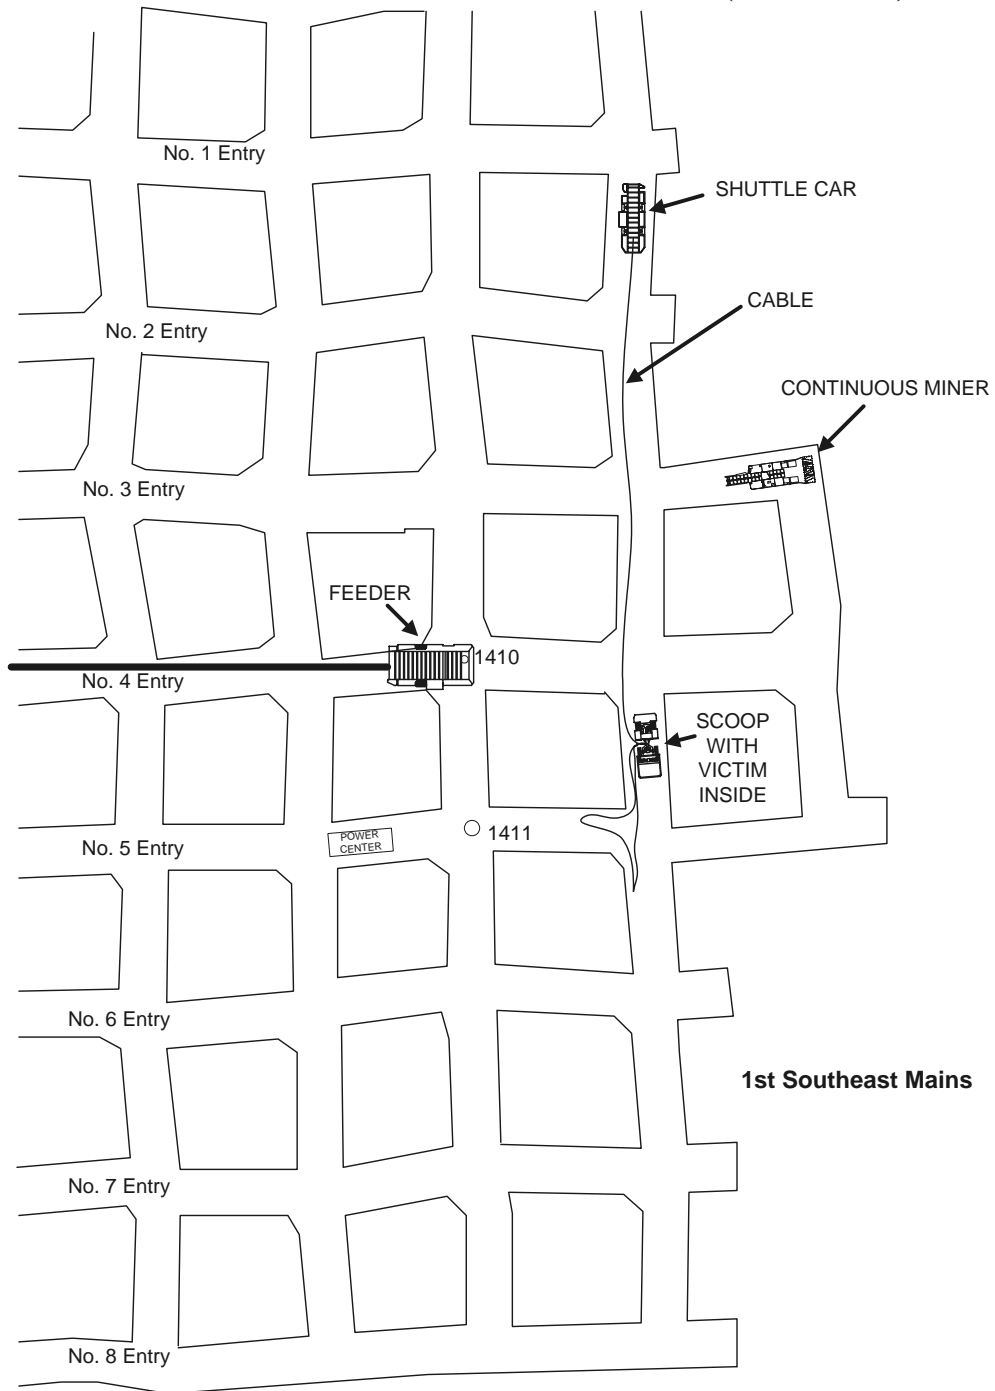 No. 1 Entry
SHUTTLE CAR
CABLE
No. 2 Entry
CONTINUOUS MINER
No. 3 Entry
FEEDER
1410
No. 4 Entry
SCOOP
WITH
VICTIM
INSIDE
1411
POWER
CENTER
No. 5 Entry
No. 6 Entry
1st Southeast Mains
No. 7 Entry
No. 8 Entry